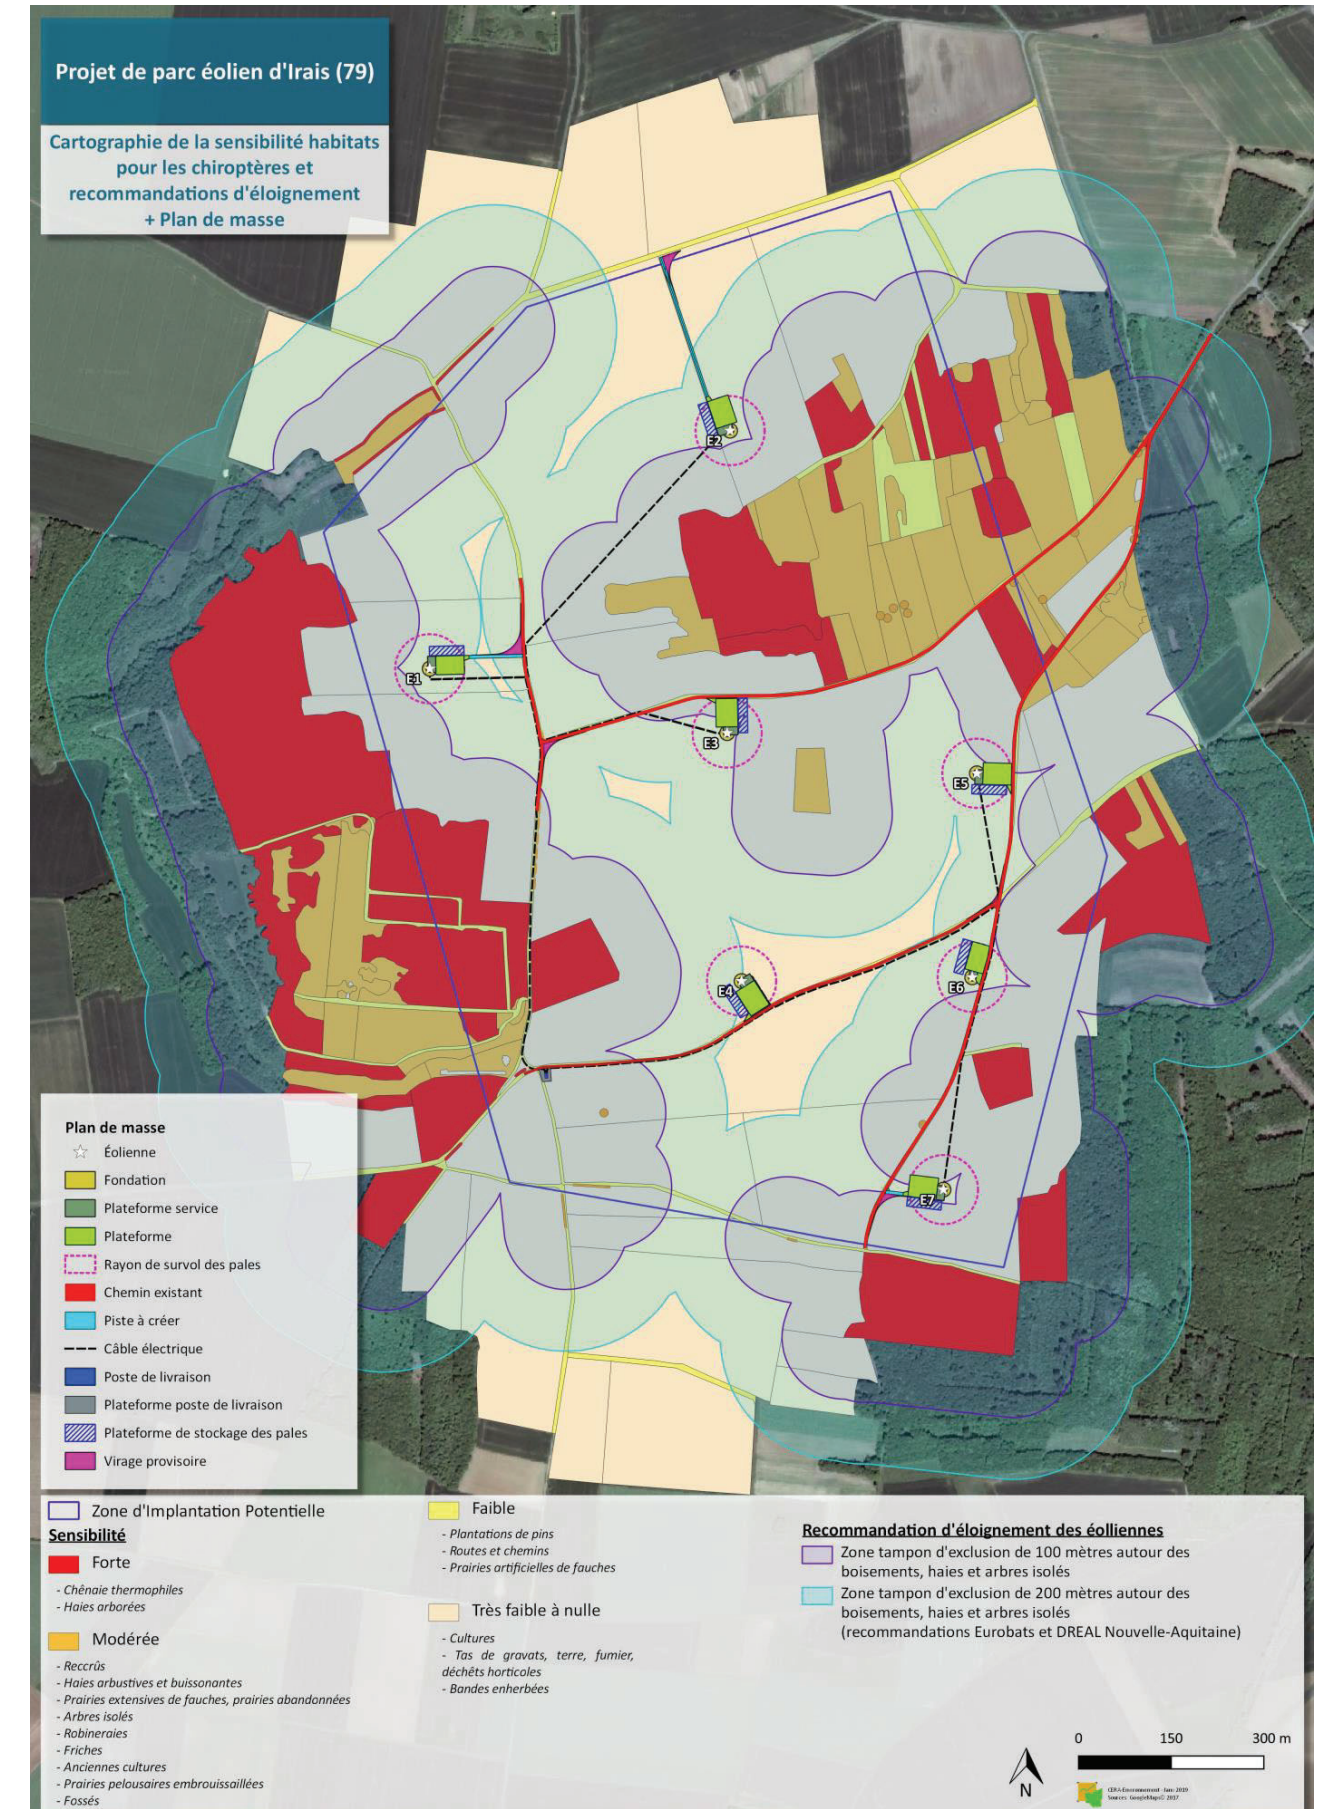 Projet de parc éolien d'Irais (79)
Cartographie de la sensibilité habitats
pour les chiroptères et
recommandations d'éloignement
+ Plan de masse
E2
E1
E3
E5
E4
E6
E7
Plan de masse
Éolienne
Fondation
Plateforme service
Plateforme
Rayon de survol des pales
Chemin existant
Piste à créer
Câble électrique
Poste de livraison
Plateforme poste de livraison
Plateforme de stockage des pales
Virage provisoire
Zone d'Implantation Potentielle
Sensibilité
Forte
- Chênaie thermophiles
- Haies arborées
Modérée
- Reccrûs
- Haies arbustives et buissonantes
- Prairies extensives de fauches, prairies abandonnées
- Arbres isolés
- Robineraies
- Friches
- Anciennes cultures
- Prairies pelousaires embrouissaillées
- Fossés
Faible
- Plantations de pins
- Routes et chemins
- Prairies artificielles de fauches
Très faible à nulle
- Cultures
- Tas de gravats, terre, fumier,
déchêts horticoles
- Bandes enherbées
Recommandation d'éloignement des éolliennes
Zone tampon d'exclusion de 100 mètres autour des
boisements, haies et arbres isolés
Zone tampon d'exclusion de 200 mètres autour des
boisements, haies et arbres isolés
(recommandations Eurobats et DREAL Nouvelle-Aquitaine)
0 150 300 m
N
CERA-Environnement - Juin 2019
Sources: GoogleMaps© 2017